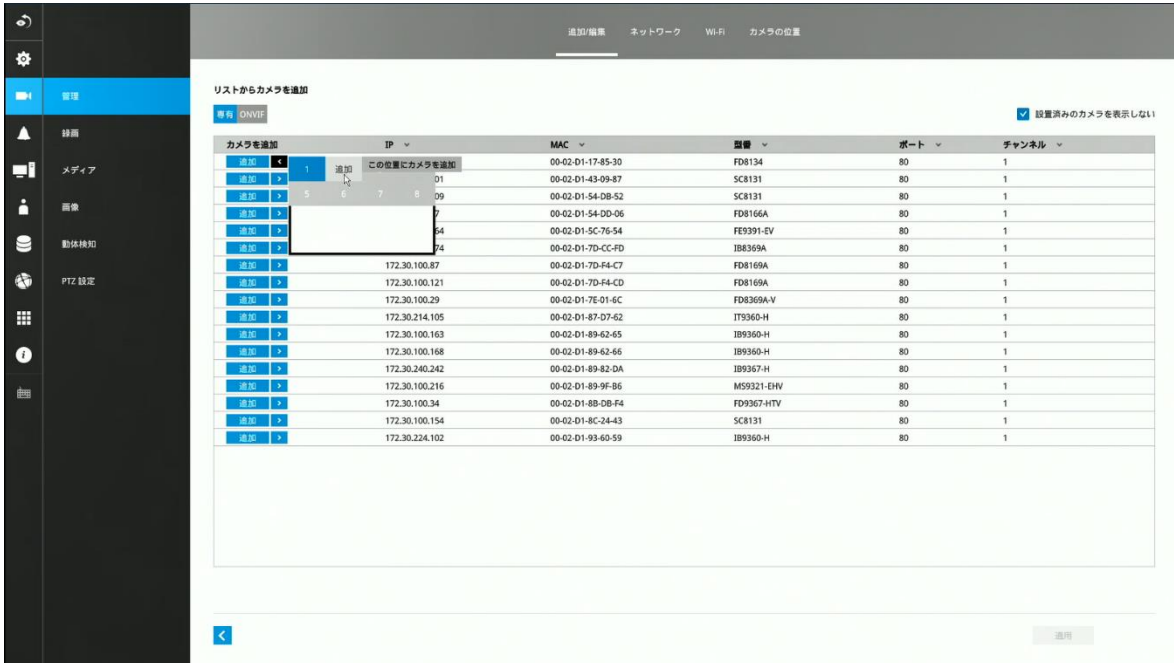 追加/編集 ネットワーク Wi-Fi カメラの位置
管理
録画
メディア
画像
動体検知
PTZ 設定
リストからカメラを追加
専有 ONVIF
設置済みのカメラを表示しない
カメラを追加 IP MAC 型番 ポート チャンネル
追加 00-02-D1-17-85-30 FD8134 80 1
追加 01 00-02-D1-43-09-87 SC8131 80 1
追加 09 00-02-D1-54-DB-52 SC8131 80 1
追加 7 00-02-D1-54-DD-06 FD8166A 80 1
追加 64 00-02-D1-5C-76-54 FE9391-EV 80 1
追加 74 00-02-D1-7D-CC-FD IB8369A 80 1
追加 172.30.100.87 00-02-D1-7D-F4-C7 FD8169A 80 1
追加 172.30.100.121 00-02-D1-7D-F4-CD FD8169A 80 1
追加 172.30.100.29 00-02-D1-7E-01-6C FD8369A-V 80 1
追加 172.30.214.105 00-02-D1-87-D7-62 IT9360-H 80 1
追加 172.30.100.163 00-02-D1-89-62-65 IB9360-H 80 1
追加 172.30.100.168 00-02-D1-89-62-66 IB9360-H 80 1
追加 172.30.240.242 00-02-D1-89-82-DA IB9367-H 80 1
追加 172.30.100.216 00-02-D1-89-9F-B6 MS9321-EHV 80 1
追加 172.30.100.34 00-02-D1-8B-DB-F4 FD9367-HTV 80 1
追加 172.30.100.154 00-02-D1-8C-24-43 SC8131 80 1
追加 172.30.224.102 00-02-D1-93-60-59 IB9360-H 80 1
1 追加 この位置にカメラを追加
5 6 7 8
適用